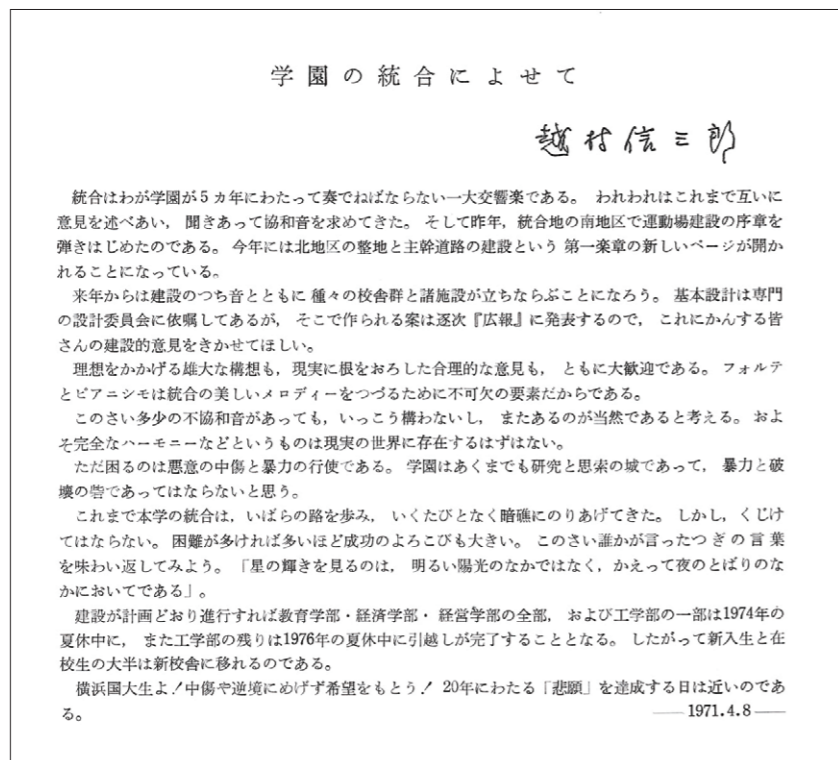 学園の統合によせて
越村信三郎
統合はわが学園が5カ年にわたって奏でねばならない一大交響楽である。われわれはこれまで互いに
意見を述べあい，聞きあって協和音を求めてきた。そして昨年，統合地の南地区で運動場建設の序章を
弾きはじめたのである。今年には北地区の整地と主幹道路の建設という第一楽章の新しいページが開か
れることになっている。
来年からは建設のつち音とともに種々の校舎群と諸施設が立ちならぶことになろう。基本設計は専門
の設計委員会に依嘱してあるが，そこで作られる案は逐次『広報』に発表するので，これにかんする皆
さんの建設的意見をきかせてほしい。
理想をかかげる雄大な構想も，現実に根をおろした合理的な意見も，ともに大歓迎である。フォルテ
とピアニシモは統合の美しいメロディーをつづるために不可欠の要素だからである。
このさい多少の不協和音があっても，いっこう構わないし，またあるのが当然であると考える。およ
そ完全なハーモニーなどというものは現実の世界に存在するはずはない。
ただ困るのは悪意の中傷と暴力の行使である。学園はあくまでも研究と思索の城であって，暴力と破
壊の砦であってはならないと思う。
これまで本学の統合は，いばらの路を歩み，いくたびとなく暗礁にのりあげてきた。しかし，くじけ
てはならない。困難が多ければ多いほど成功のよろこびも大きい。このさい誰かが言ったつぎの言葉
を味わい返してみよう。「星の輝きを見るのは，明るい陽光のなかではなく，かえって夜のとばりのな
かにおいてである」。
建設が計画どおり進行すれば教育学部・経済学部・経営学部の全部，および工学部の一部は1974年の
夏休中に，また工学部の残りは1976年の夏休中に引越しが完了することとなる。したがって新入生と在
校生の大半は新校舎に移れるのである。
横浜国大生よ！中傷や逆境にめげず希望をもとう！20年にわたる「悲願」を達成する日は近いのであ
る。 ――1971.4.8――